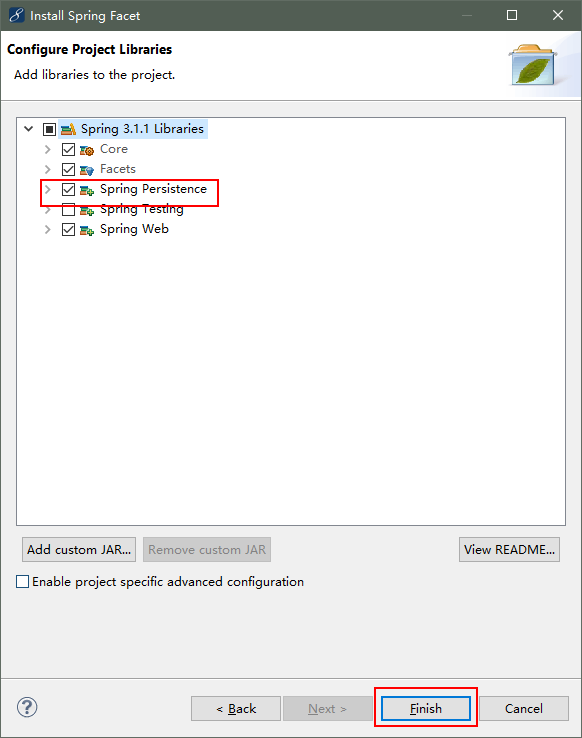 Install Spring Facet
Configure Project Libraries
Add libraries to the project.
Spring 3.1.1 Libraries
Core
Facets
Spring Persistence
Spring Testing
Spring Web
Add custom JAR... Remove custom JAR View README...
Enable project specific advanced configuration
? < Back Next > Finish Cancel